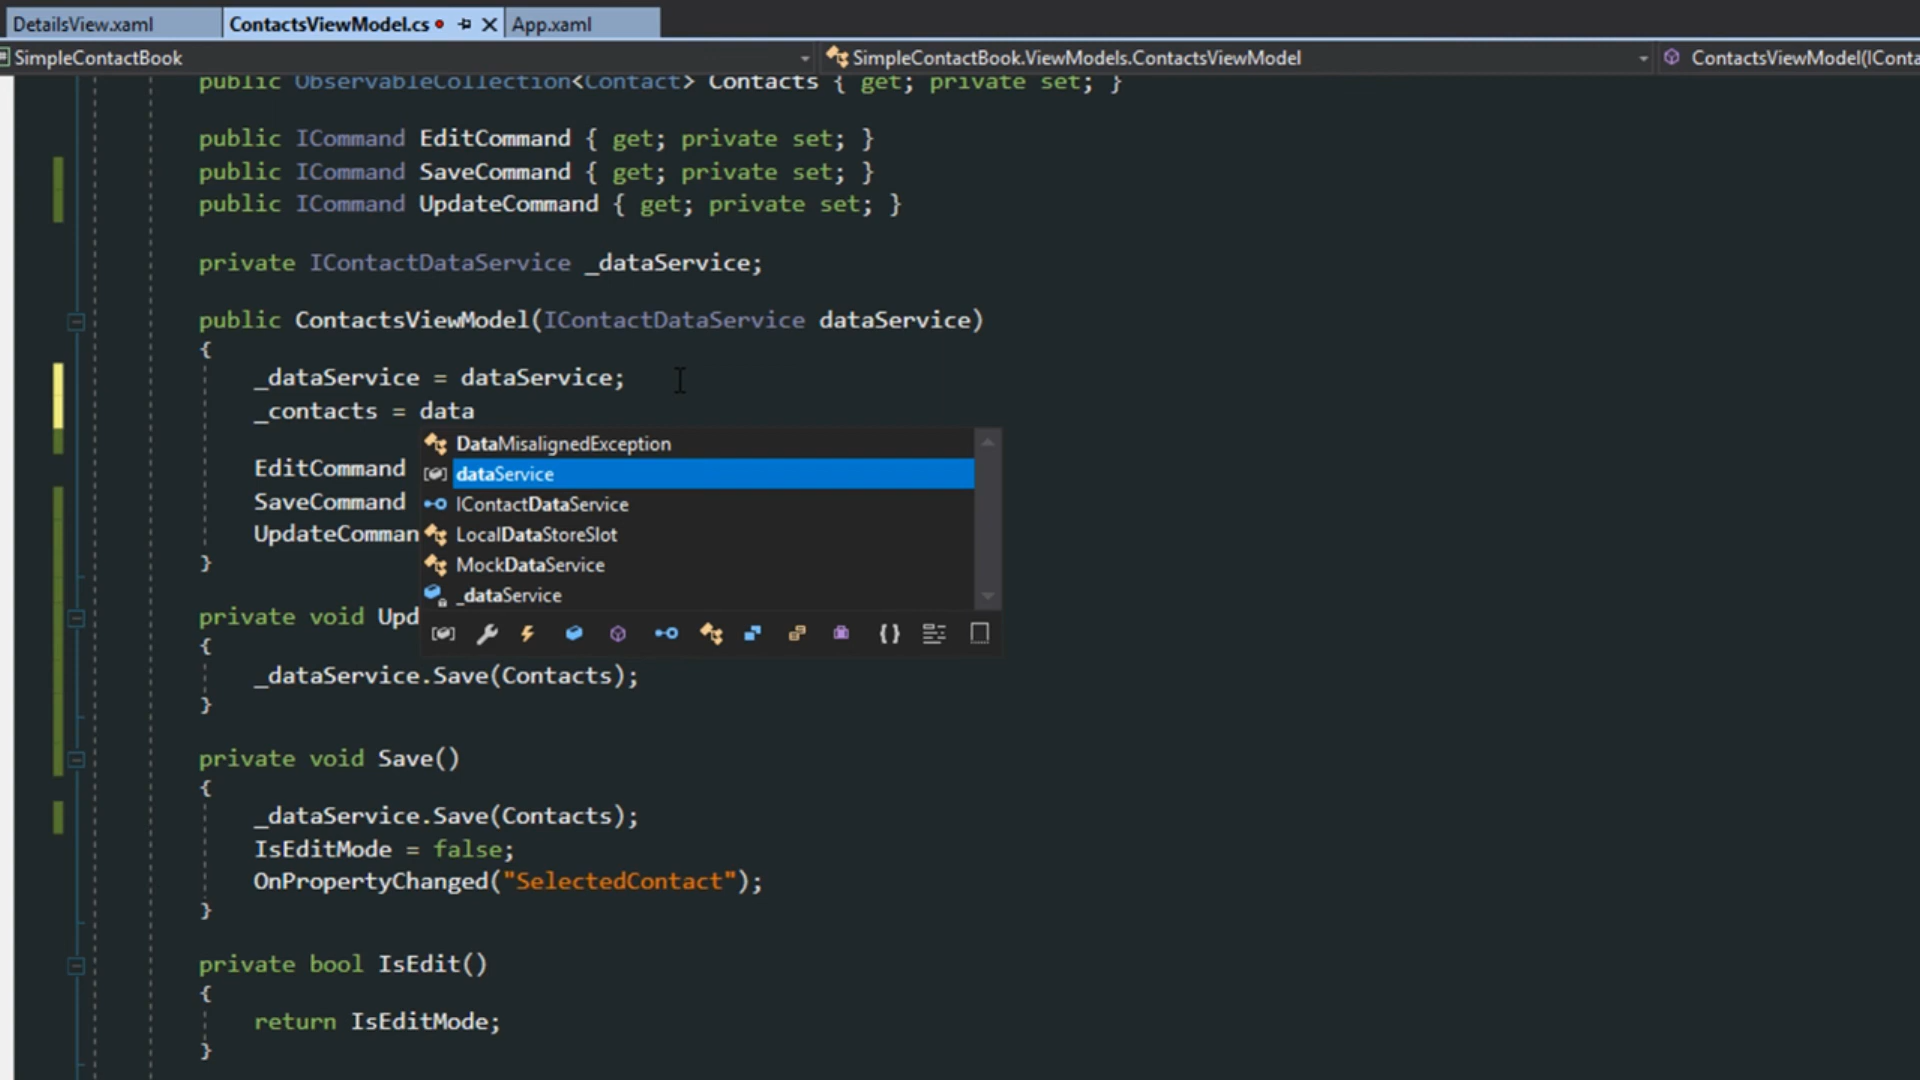 DetailsView.xaml ContactsViewModel.cs App.xaml
SimpleContactBook SimpleContactBook.ViewModels.ContactsViewModel ContactsViewModel(IConta
public ObservableCollection<Contact> Contacts { get; private set; }
public ICommand EditCommand { get; private set; }
public ICommand SaveCommand { get; private set; }
public ICommand UpdateCommand { get; private set; }
private IContactDataService _dataService;
public ContactsViewModel(IContactDataService dataService)
{
_dataService = dataService;
_contacts = data
DataMisalignedException
EditCommand dataService
SaveCommand IContactDataService
UpdateComman LocalDataStoreSlot
} MockDataService
_dataService
private void Upd
{ {}
_dataService.Save(Contacts);
}
private void Save()
{
_dataService.Save(Contacts);
IsEditMode = false;
OnPropertyChanged("SelectedContact");
}
private bool IsEdit()
{
return IsEditMode;
}